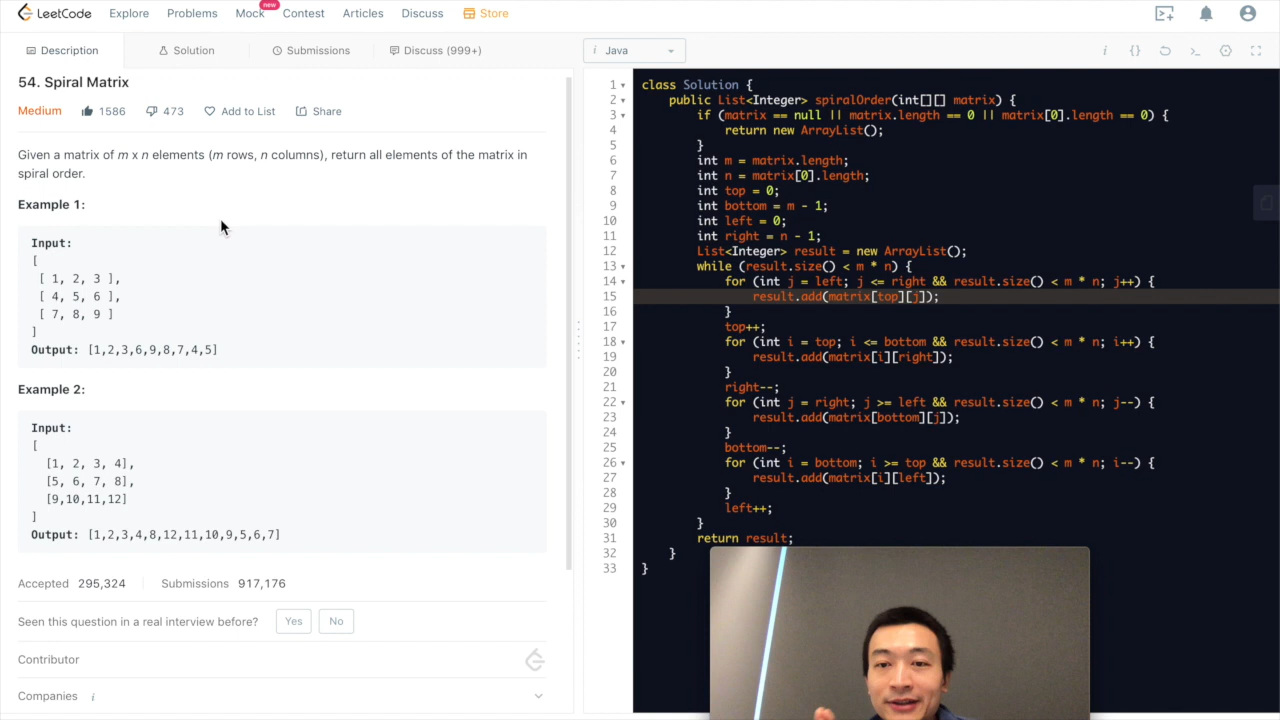 LeetCode
Explore
Problems
Mock
new
Contest
Articles
Discuss
Store
Description
Solution
Submissions
Discuss (999+)
i Java
54. Spiral Matrix
Medium 1586 473 Add to List Share
Given a matrix of m x n elements (m rows, n columns), return all elements of the matrix in
spiral order.
Example 1:
Input:
[
[ 1, 2, 3 ],
[ 4, 5, 6 ],
[ 7, 8, 9 ]
]
Output: [1,2,3,6,9,8,7,4,5]
Example 2:
Input:
[
[1, 2, 3, 4],
[5, 6, 7, 8],
[9,10,11,12]
]
Output: [1,2,3,4,8,12,11,10,9,5,6,7]
Accepted 295,324 Submissions 917,176
Seen this question in a real interview before? Yes No
Contributor
Companies i
1 class Solution {
2 public List<Integer> spiralOrder(int[][] matrix) {
3 if (matrix == null || matrix.length == 0 || matrix[0].length == 0) {
4 return new ArrayList();
5 }
6 int m = matrix.length;
7 int n = matrix[0].length;
8 int top = 0;
9 int bottom = m - 1;
10 int left = 0;
11 int right = n - 1;
12 List<Integer> result = new ArrayList();
13 while (result.size() < m * n) {
14 for (int j = left; j <= right && result.size() < m * n; j++) {
15 result.add(matrix[top][j]);
16 }
17 top++;
18 for (int i = top; i <= bottom && result.size() < m * n; i++) {
19 result.add(matrix[i][right]);
20 }
21 right--;
22 for (int j = right; j >= left && result.size() < m * n; j--) {
23 result.add(matrix[bottom][j]);
24 }
25 bottom--;
26 for (int i = bottom; i >= top && result.size() < m * n; i--) {
27 result.add(matrix[i][left]);
28 }
29 left++;
30 }
31 return result;
32 }
33 }